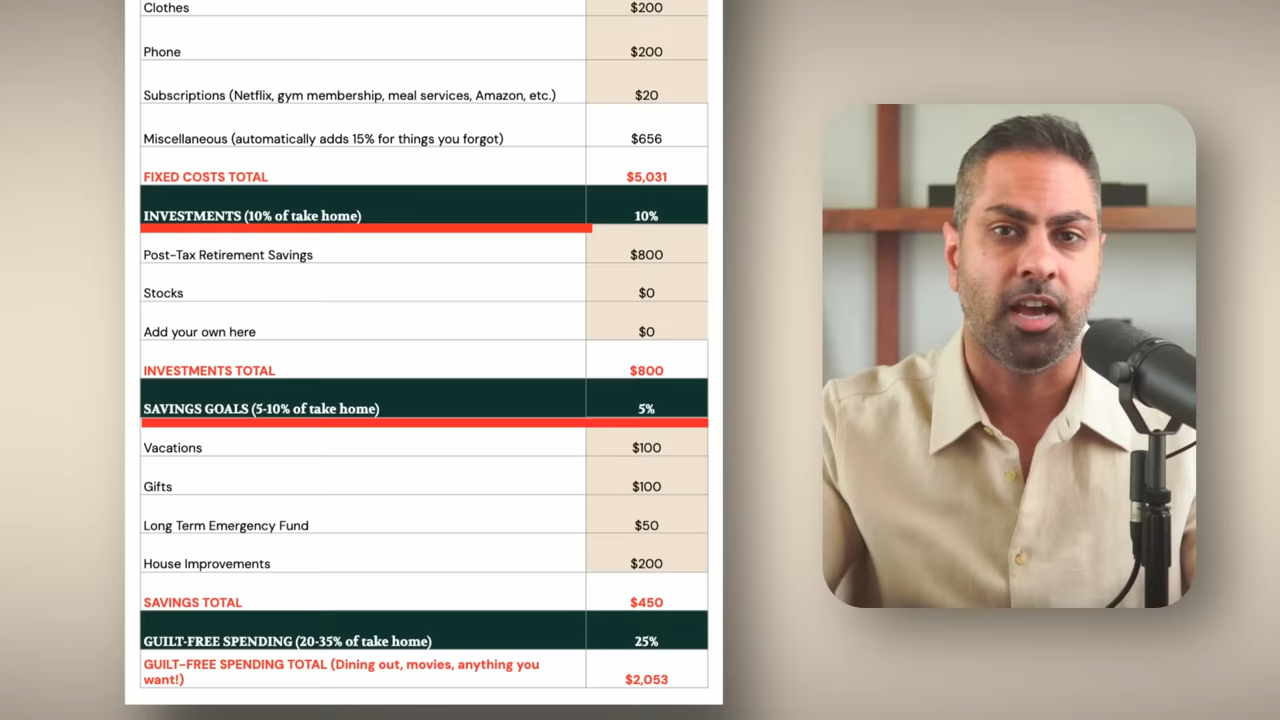 Clothes $200
Phone $200
Subscriptions (Netflix, gym membership, meal services, Amazon, etc.) $20
Miscellaneous (automatically adds 15% for things you forgot) $656
FIXED COSTS TOTAL $5,031
INVESTMENTS (10% of take home) 10%
Post-Tax Retirement Savings $800
Stocks $0
Add your own here $0
INVESTMENTS TOTAL $800
SAVINGS GOALS (5-10% of take home) 5%
Vacations $100
Gifts $100
Long Term Emergency Fund $50
House Improvements $200
SAVINGS TOTAL $450
GUILT-FREE SPENDING (20-35% of take home) 25%
GUILT-FREE SPENDING TOTAL (Dining out, movies, anything you
want!) $2,053